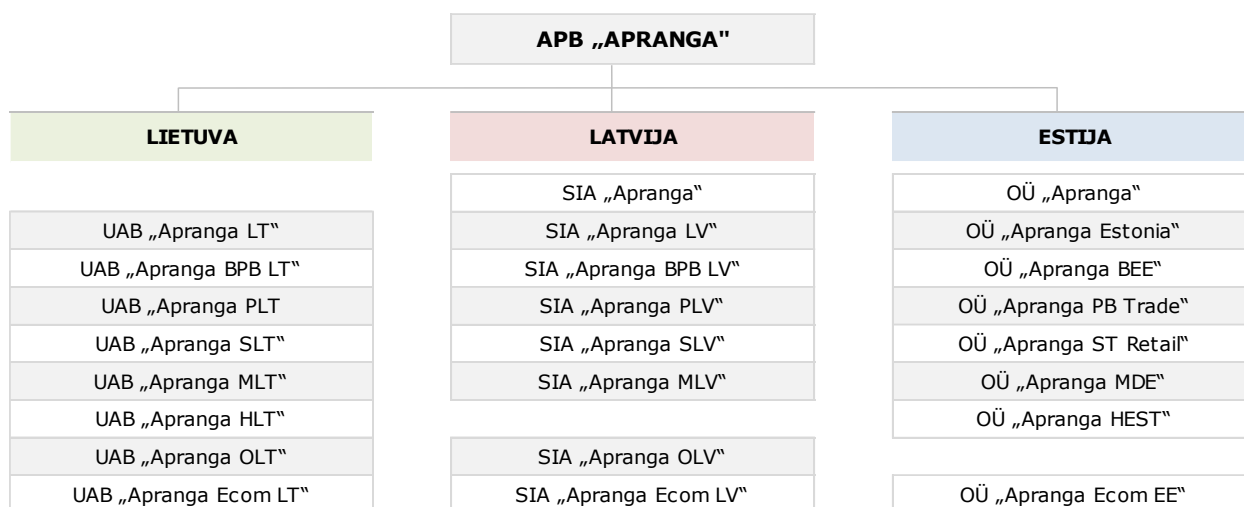 APB „APRANGA"
LIETUVA
LATVIJA
ESTIJA
SIA „Apranga“
OÜ „Apranga“
UAB „Apranga LT“
SIA „Apranga LV“
OÜ „Apranga Estonia“
UAB „Apranga BPB LT“
SIA „Apranga BPB LV“
OÜ „Apranga BEE“
UAB „Apranga PLT
SIA „Apranga PLV“
OÜ „Apranga PB Trade“
UAB „Apranga SLT“
SIA „Apranga SLV“
OÜ „Apranga ST Retail“
UAB „Apranga MLT“
SIA „Apranga MLV“
OÜ „Apranga MDE“
UAB „Apranga HLT“
OÜ „Apranga HEST“
UAB „Apranga OLT“
SIA „Apranga OLV“
UAB „Apranga Ecom LT“
SIA „Apranga Ecom LV“
OÜ „Apranga Ecom EE“